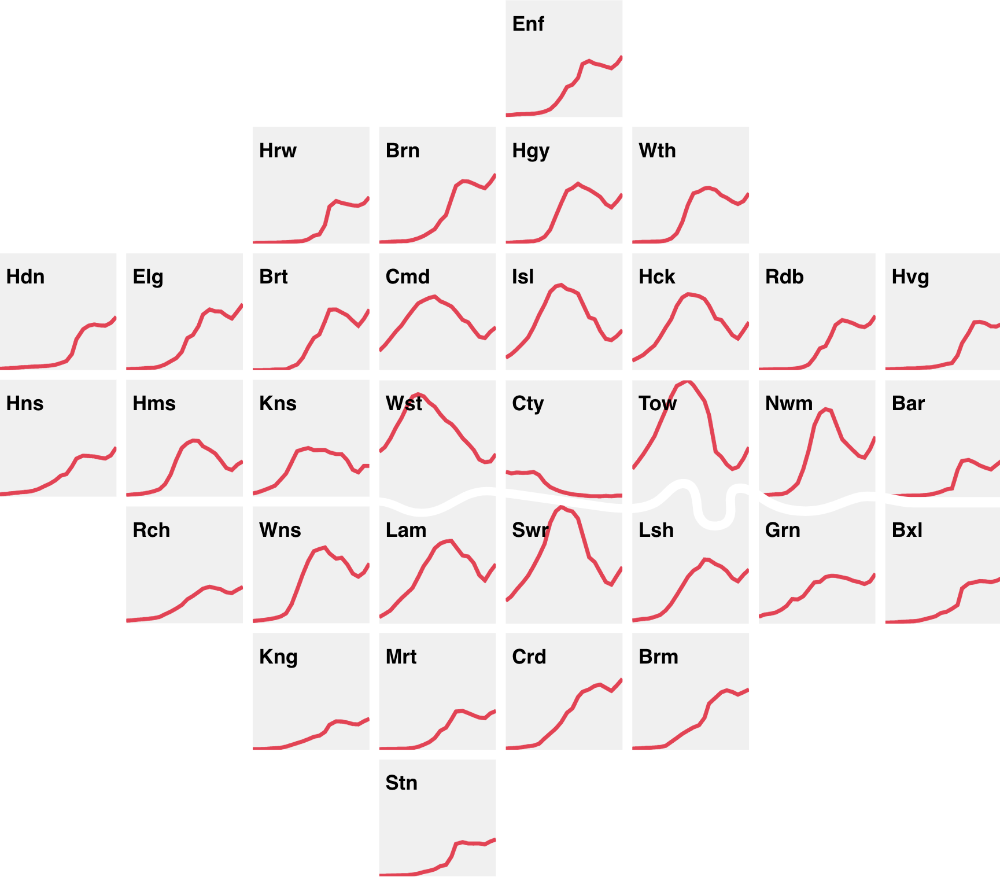 Enf
Hrw
Brn
Hgy
Wth
Hdn
Elg
Brt
Cmd
Isl
Hck
Rdb
Hvg
Hns
Hms
Kns
Wst
Cty
Tow
Nwm
Bar
Rch
Wns
Lam
Swr
Lsh
Grn
Bxl
Kng
Mrt
Crd
Brm
Stn